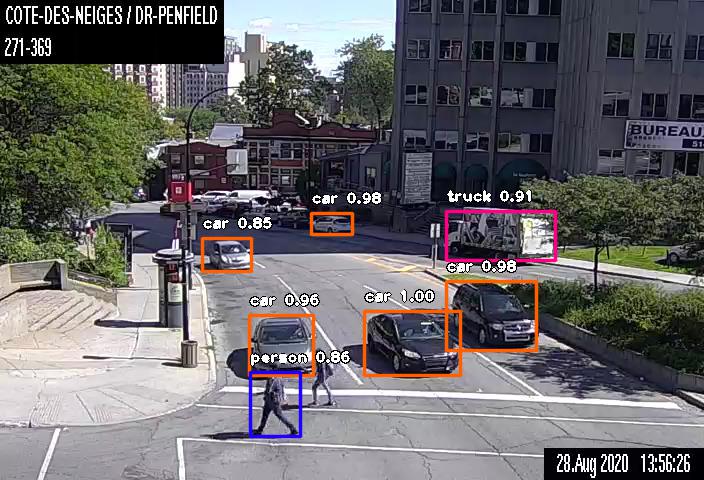 COTE-DES-NEIGES / DR-PENFIELD
271-369
car 0.98
truck 0.91
car 0.85
car 0.98
car 0.96
car 1.00
person 0.86
BUREAU
28.Aug 2020 13:56:26